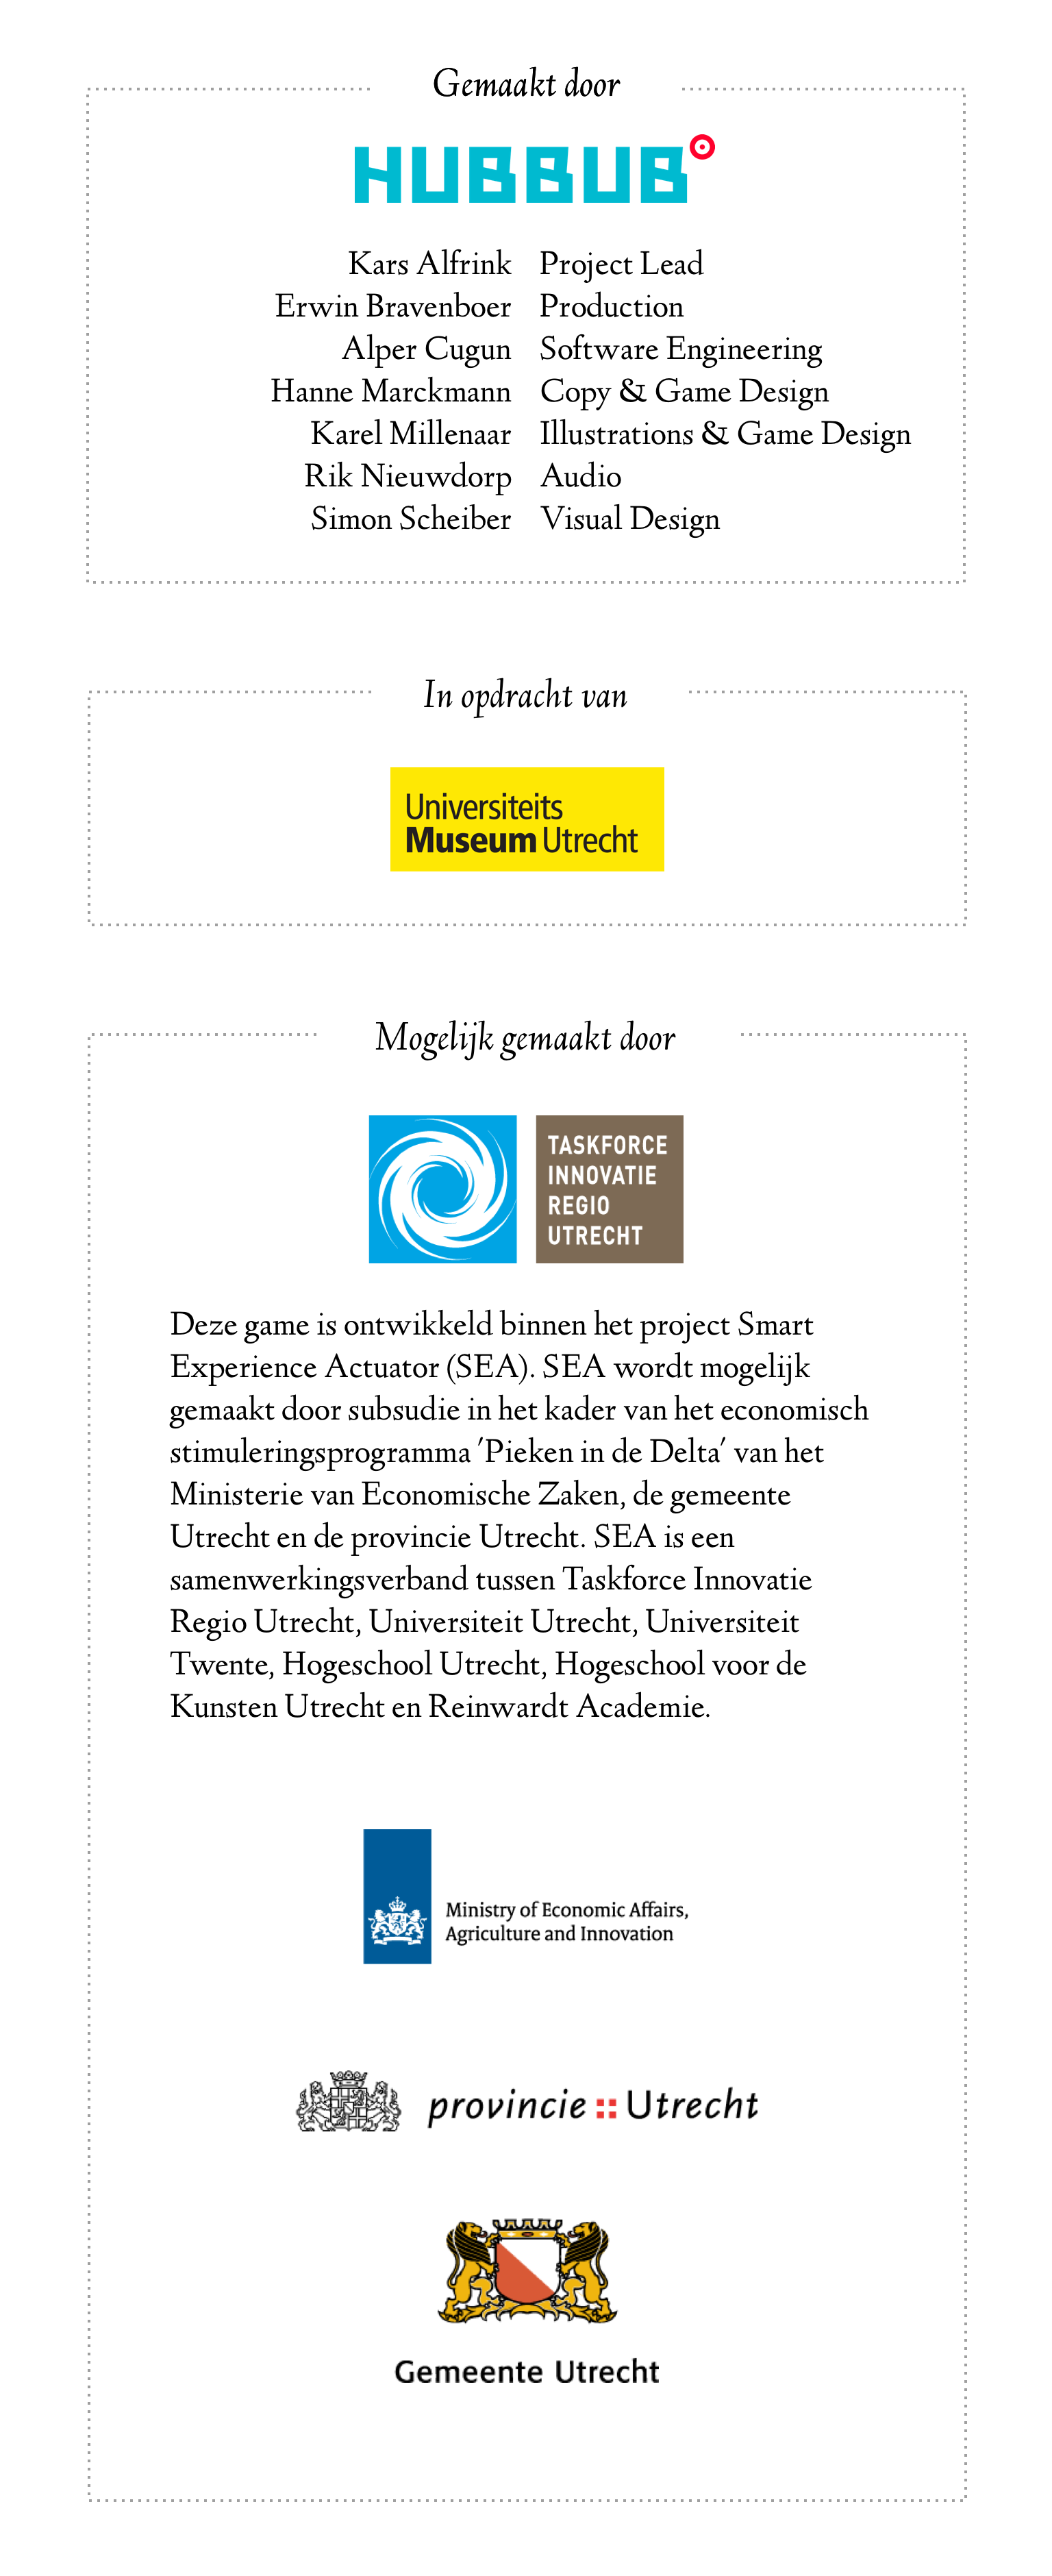 Gemaakt door
HUBBUB
Kars Alfrink Project Lead
Erwin Bravenboer Production
Alper Cugun Software Engineering
Hanne Marckmann Copy & Game Design
Karel Millenaar Illustrations & Game Design
Rik Nieuwdorp Audio
Simon Scheiber Visual Design
In opdracht van
Universiteits
Museum Utrecht
Mogelijk gemaakt door
TASKFORCE
INNOVATIE
REGIO
UTRECHT
Deze game is ontwikkeld binnen het project Smart
Experience Actuator (SEA). SEA wordt mogelijk
gemaakt door subsudie in het kader van het economisch
stimuleringsprogramma 'Pieken in de Delta' van het
Ministerie van Economische Zaken, de gemeente
Utrecht en de provincie Utrecht. SEA is een
samenwerkingsverband tussen Taskforce Innovatie
Regio Utrecht, Universiteit Utrecht, Universiteit
Twente, Hogeschool Utrecht, Hogeschool voor de
Kunsten Utrecht en Reinwardt Academie.
Ministry of Economic Affairs,
Agriculture and Innovation
provincie :: Utrecht
Gemeente Utrecht